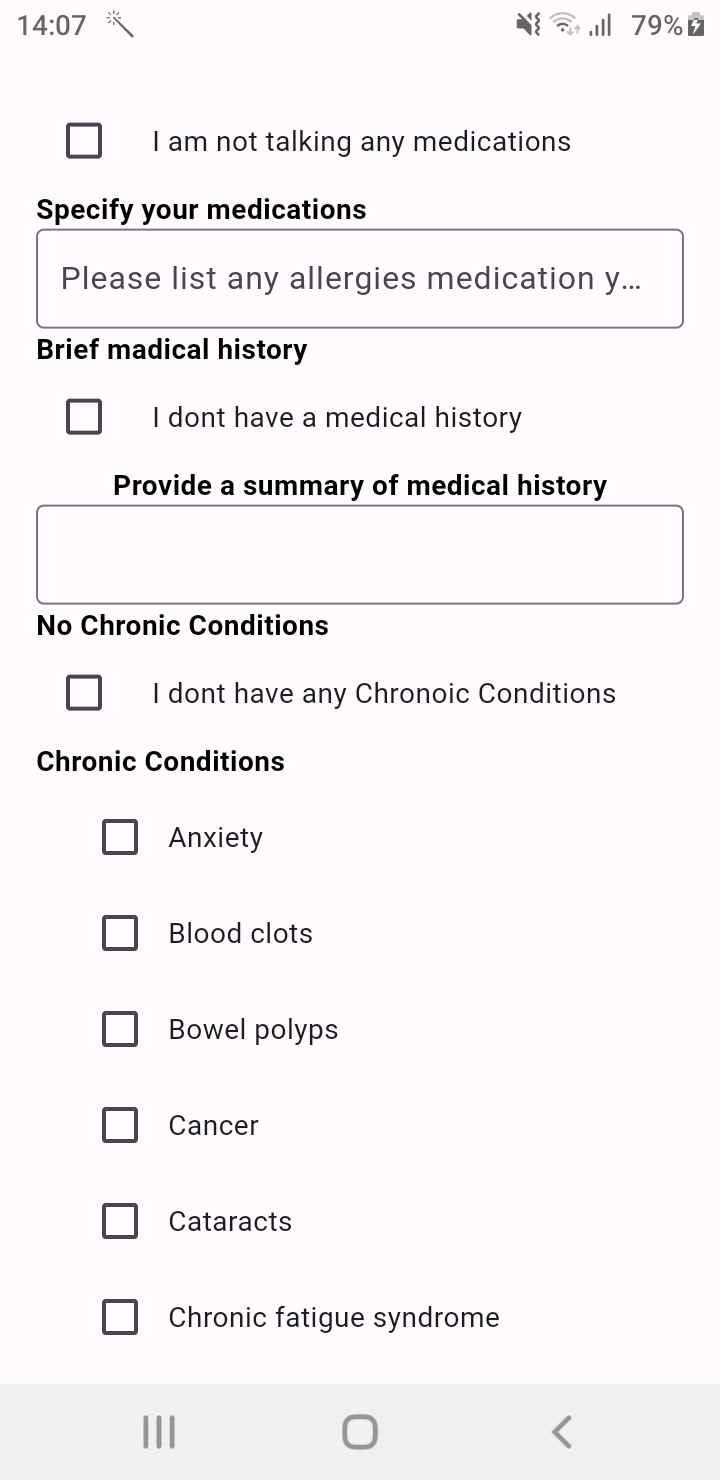 14:07
79%
I am not talking any medications
Specify your medications
Please list any allergies medication y...
Brief madical history
I dont have a medical history
Provide a summary of medical history
No Chronic Conditions
I dont have any Chronoic Conditions
Chronic Conditions
Anxiety
Blood clots
Bowel polyps
Cancer
Cataracts
Chronic fatigue syndrome